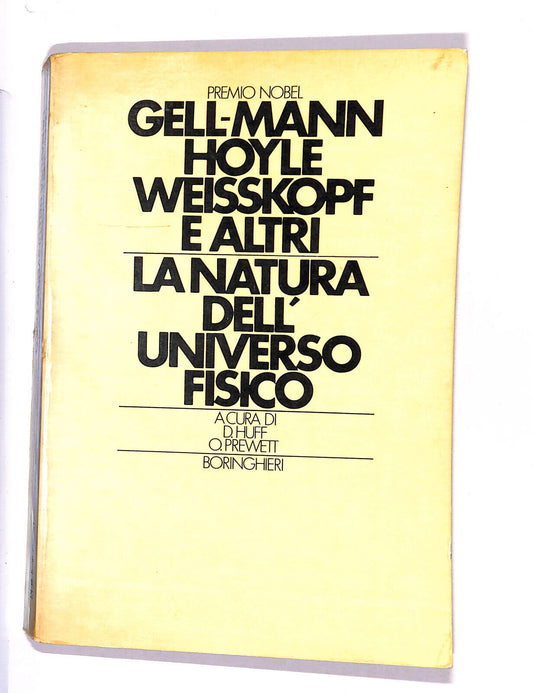 PREMIO NOBEL
GELL-MANN
HOYLE
WEISSKOPF
E ALTRI
LA NATURA
DELL'
UNIVERSO
FISICO
A CURA DI
D. HUFF
O. PREWETT
BORINGHIERI